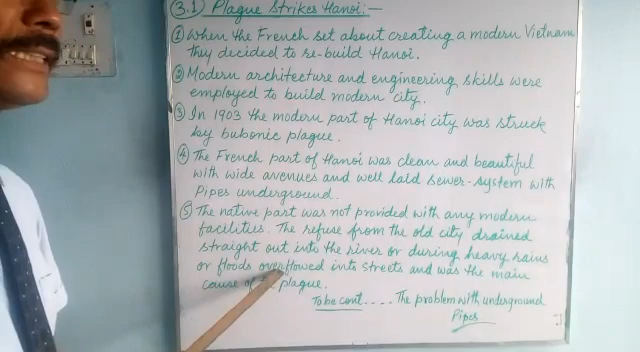 3.1 Plague Strikes Hanoi:—
① When the French set about creating a modern Vietnam
they decided to re-build Hanoi.
② Modern architecture and engineering skills were
employed to build modern city.
③ In 1903 the modern part of Hanoi city was struck
by bubonic plague.
④ The French part of Hanoi was clean and beautiful
with wide avenues and well laid sewer-system with
Pipes underground.
⑤ The native part was not provided with any modern
facilities. The refuse from the old city drained
straight out into the river or during heavy rains
or floods overflowed into streets and was the main
cause of plague.
To be cont.... The problem with underground
Pipes